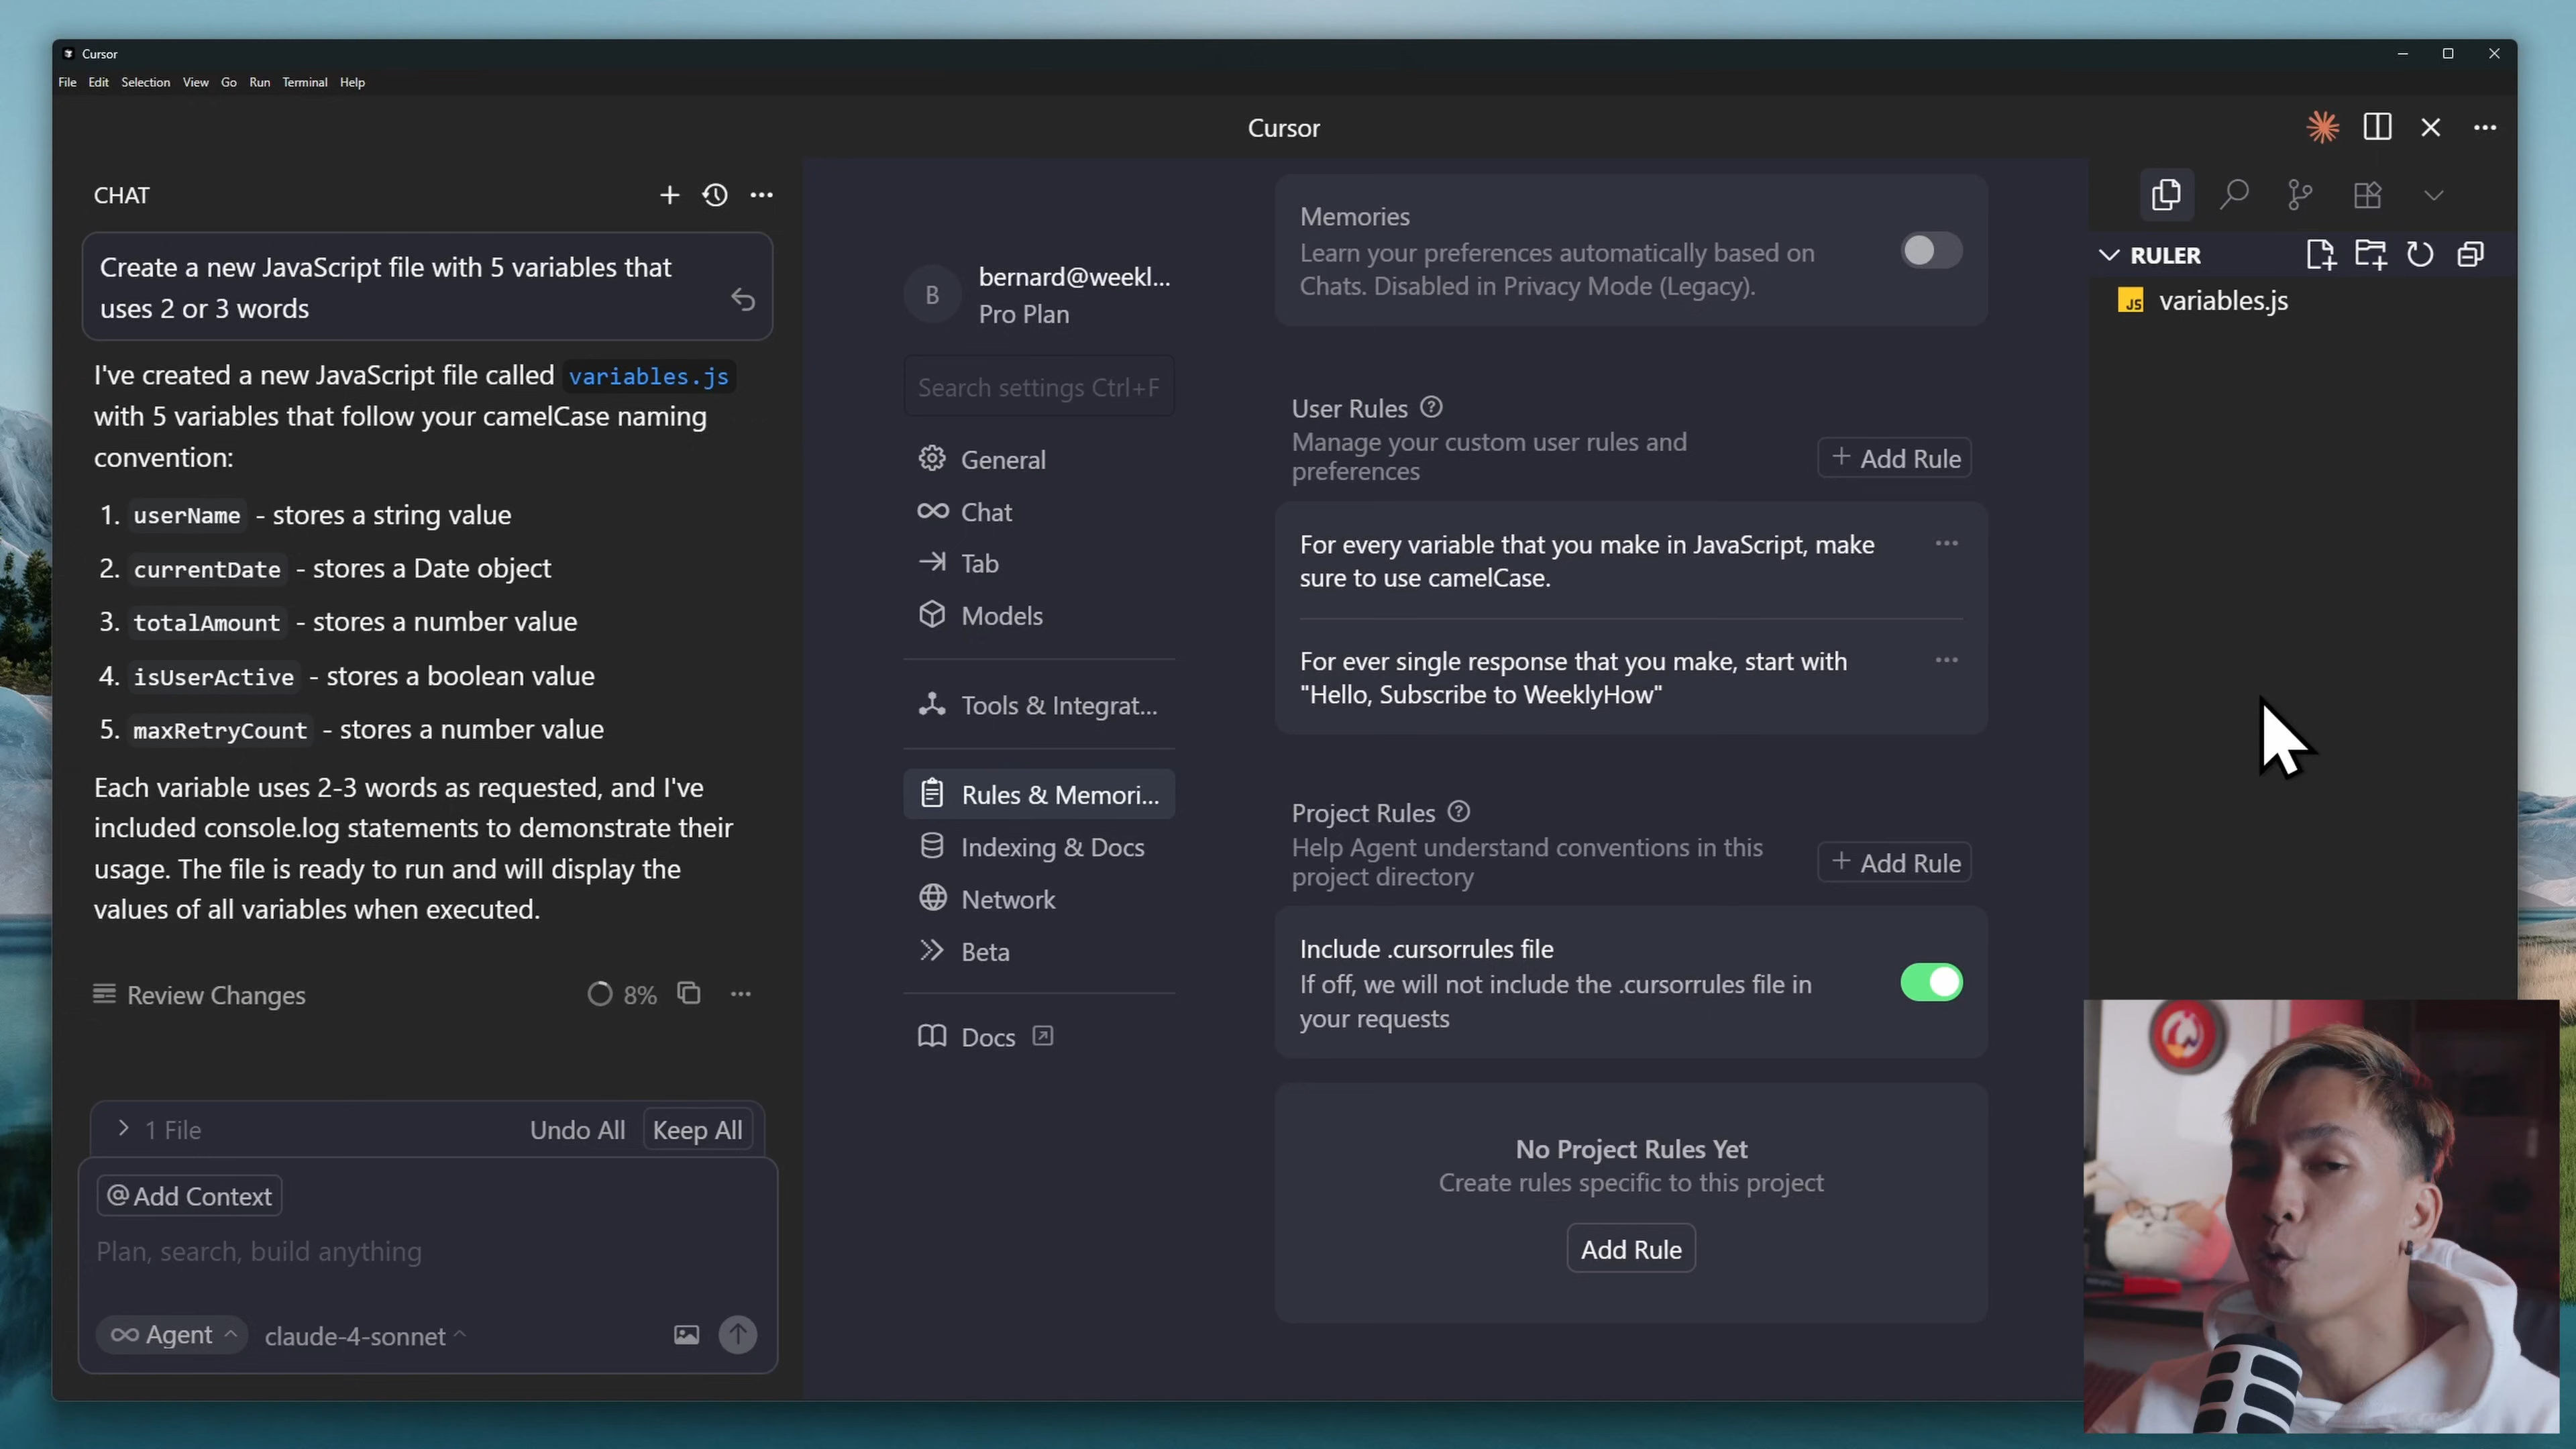 Cursor
File Edit Selection View Go Run Terminal Help
Cursor
CHAT
Create a new JavaScript file with 5 variables that
uses 2 or 3 words
I've created a new JavaScript file called variables.js
with 5 variables that follow your camelCase naming
convention:
1. userName - stores a string value
2. currentDate - stores a Date object
3. totalAmount - stores a number value
4. isUserActive - stores a boolean value
5. maxRetryCount - stores a number value
Each variable uses 2-3 words as requested, and I've
included console.log statements to demonstrate their
usage. The file is ready to run and will display the
values of all variables when executed.
Review Changes
8%
1 File
Undo All
Keep All
@ Add Context
Plan, search, build anything
Agent
claude-4-sonnet
B
bernard@weekl...
Pro Plan
Search settings Ctrl+F
General
Chat
Tab
Models
Tools & Integrat...
Rules & Memori...
Indexing & Docs
Network
Beta
Docs
Memories
Learn your preferences automatically based on
Chats. Disabled in Privacy Mode (Legacy).
User Rules
Manage your custom user rules and
preferences
+ Add Rule
For every variable that you make in JavaScript, make
sure to use camelCase.
For ever single response that you make, start with
"Hello, Subscribe to WeeklyHow"
Project Rules
Help Agent understand conventions in this
project directory
+ Add Rule
Include .cursorrules file
If off, we will not include the .cursorrules file in
your requests
No Project Rules Yet
Create rules specific to this project
Add Rule
RULER
JS variables.js